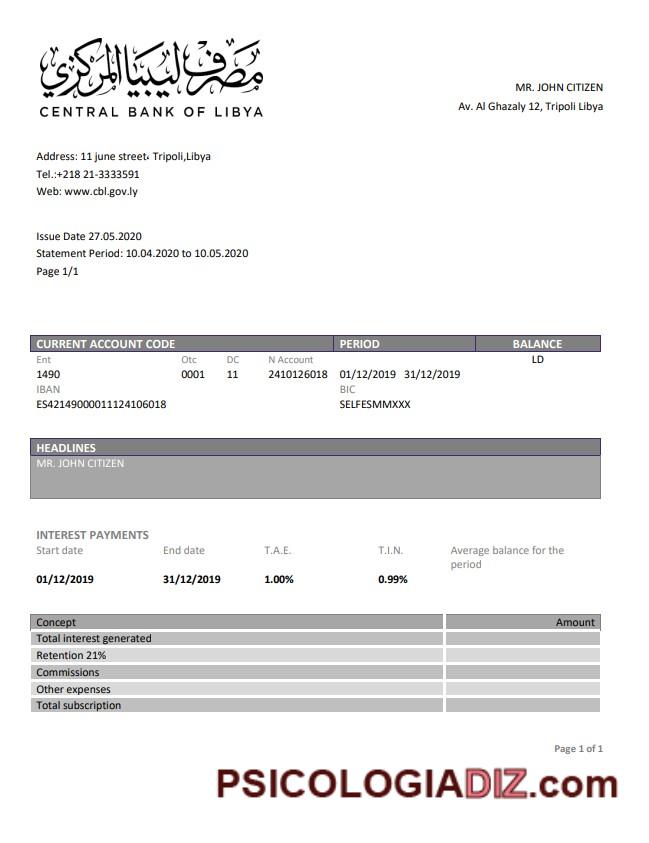 مصرف ليبيا المركزي
CENTRAL BANK OF LIBYA
MR. JOHN CITIZEN
Av. Al Ghazaly 12, Tripoli Libya
Address: 11 june street، Tripoli,Libya
Tel.:+218 21-3333591
Web: www.cbl.gov.ly
Issue Date 27.05.2020
Statement Period: 10.04.2020 to 10.05.2020
Page 1/1
CURRENT ACCOUNT CODE PERIOD BALANCE
Ent Otc DC N Account LD
1490 0001 11 2410126018 01/12/2019 31/12/2019
IBAN BIC
ES42149000011124106018 SELFESMMXXX
HEADLINES
MR. JOHN CITIZEN
INTEREST PAYMENTS
Start date End date T.A.E. T.I.N. Average balance for the
period
01/12/2019 31/12/2019 1.00% 0.99%
Concept Amount
Total interest generated
Retention 21%
Commissions
Other expenses
Total subscription
Page 1 of 1
PSICOLOGIADIZ.com